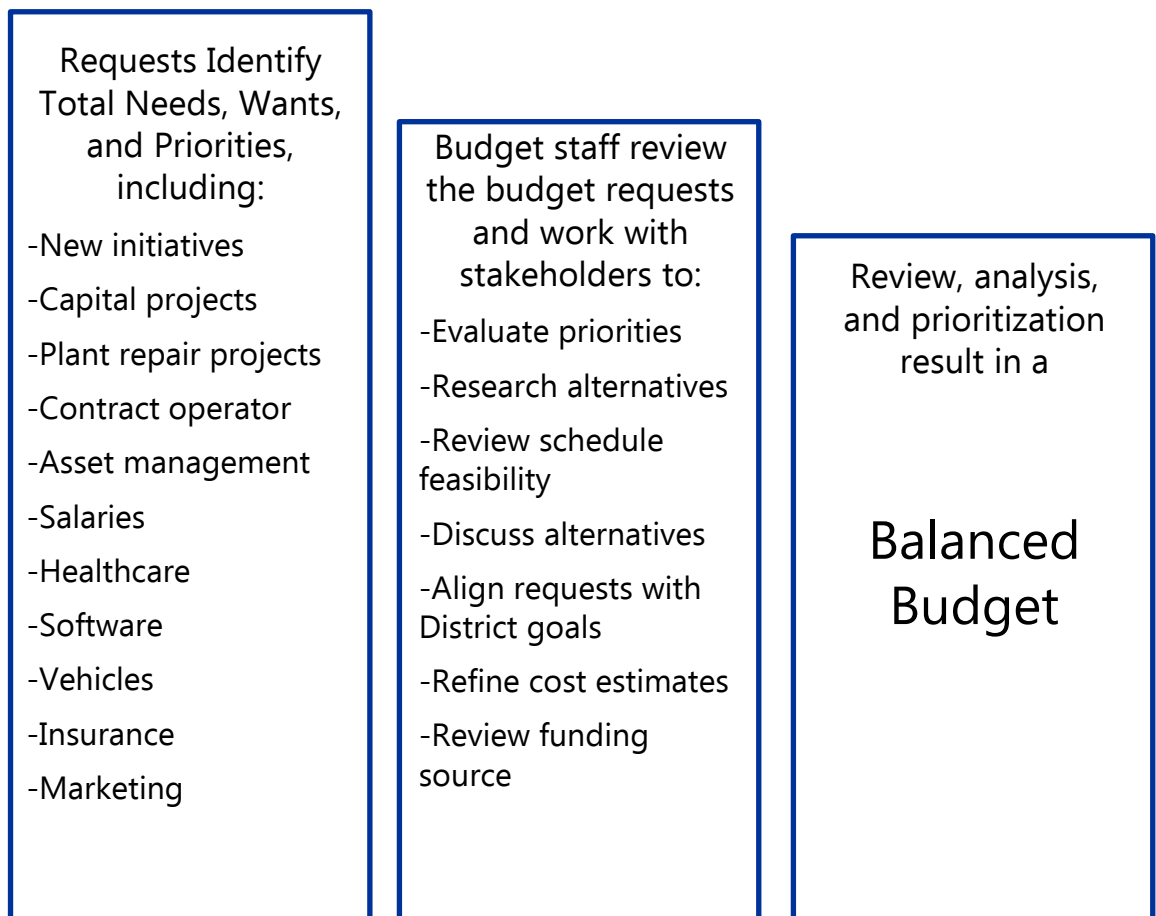 Requests Identify
Total Needs, Wants,
and Priorities,
including:
-New initiatives
-Capital projects
-Plant repair projects
-Contract operator
-Asset management
-Salaries
-Healthcare
-Software
-Vehicles
-Insurance
-Marketing
Budget staff review
the budget requests
and work with
stakeholders to:
-Evaluate priorities
-Research alternatives
-Review schedule
feasibility
-Discuss alternatives
-Align requests with
District goals
-Refine cost estimates
-Review funding
source
Review, analysis,
and prioritization
result in a
Balanced
Budget